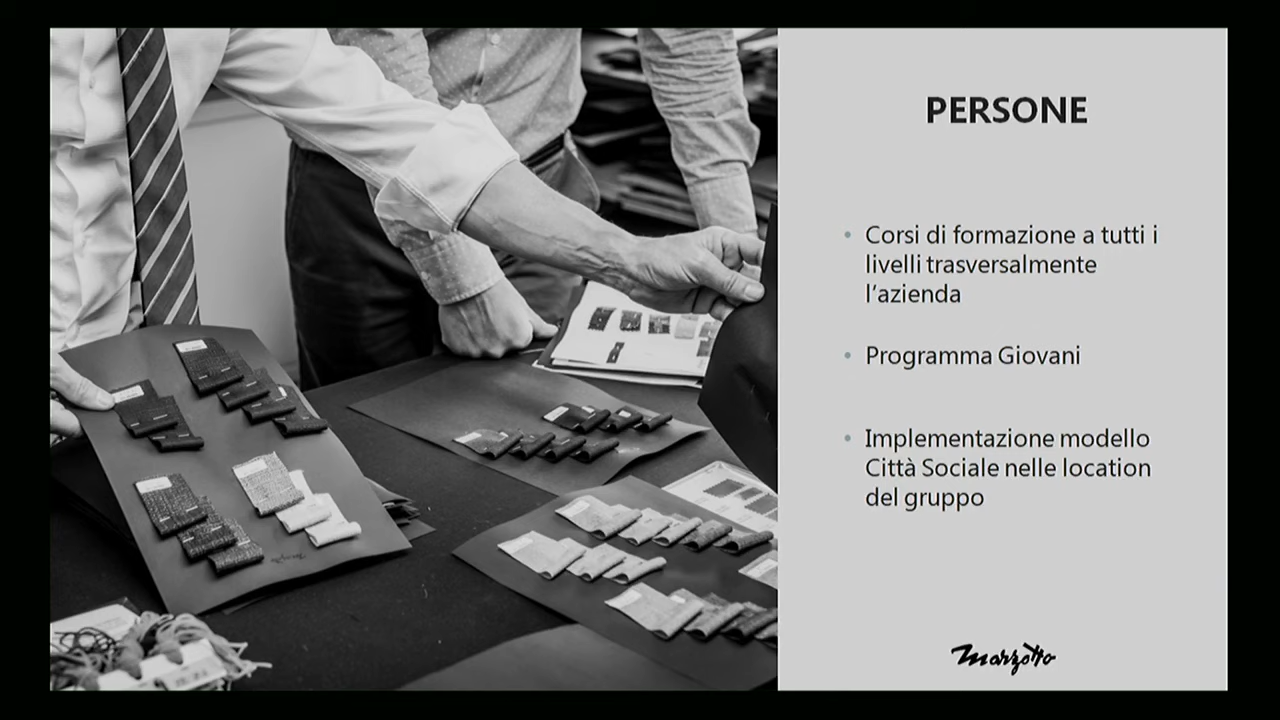 PERSONE
• Corsi di formazione a tutti i
livelli trasversalmente
l’azienda
• Programma Giovani
• Implementazione modello
Città Sociale nelle location
del gruppo
Marzotto